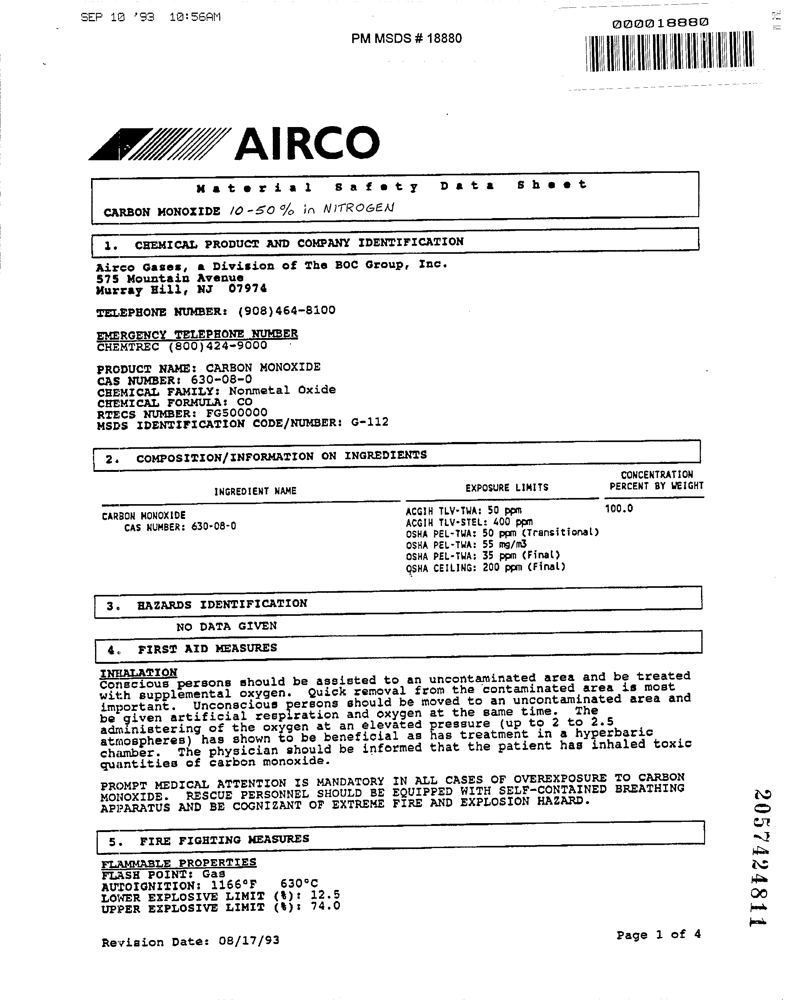 SEP 10 '93 10:56AM
000018880
PM MSDS # 18880
AIRCO
Material Safety Data Sheet
CARBON MONOXIDE 10-50% in NITROGEN
1. CHEMICAL PRODUCT AND COMPANY IDENTIFICATION
Airco Gases, a Division of The BOC Group, Inc.
575 Mountain Avenue
Murray Hill, NJ 07974
TELEPHONE NUMBER: (908)464-8100
EMERGENCY TELEPHONE NUMBER
CHEMTREC (800)424-9000
PRODUCT NAME: CARBON MONOXIDE
CAS NUMBER: 630-08-0
CHEMICAL FAMILY: Nonmetal Oxide
CHEMICAL FORMULA: CO
RTECS NUMBER: FG500000
MSDS IDENTIFICATION CODE/NUMBER: G-112
2. COMPOSITION/INFORMATION ON INGREDIENTS
CONCENTRATION
INGREDIENT NAME EXPOSURE LIMITS PERCENT BY WEIGHT
CARBON MONOXIDE ACGIH TLV-TWA: 50 ppm 100.0
CAS NUMBER: 630-08-0 ACGIH TLV-STEL: 400 ppm
OSHA PEL-TWA: 50 ppm (Transitional)
OSHA PEL-TWA: 55 mg/m3
OSHA PEL-TWA: 35 ppm (Final)
OSHA CEILING: 200 ppm (Final)
3. HAZARDS IDENTIFICATION
NO DATA GIVEN
4. FIRST AID MEASURES
INHALATION
Conscious persons should be assisted to an uncontaminated area and be treated
with supplemental oxygen. Quick removal from the contaminated area is most
important. Unconscious persons should be moved to an uncontaminated area and
be given artificial respiration and oxygen at the same time. The
administering of the oxygen at an elevated pressure (up to 2 to 2.5
atmospheres) has shown to be beneficial as has treatment in a hyperbaric
chamber. The physician should be informed that the patient has inhaled toxic
quantities of carbon monoxide.
PROMPT MEDICAL ATTENTION IS MANDATORY IN ALL CASES OF OVEREXPOSURE TO CARBON
MONOXIDE. RESCUE PERSONNEL SHOULD BE EQUIPPED WITH SELF-CONTAINED BREATHING
APPARATUS AND BE COGNIZANT OF EXTREME FIRE AND EXPLOSION HAZARD.
5. FIRE FIGHTING MEASURES
FLAMMABLE PROPERTIES
FLASH POINT: Gas
AUTOIGNITION: 1166°F 630°C
LOWER EXPLOSIVE LIMIT (%): 12.5
UPPER EXPLOSIVE LIMIT (%): 74.0
Revision Date: 08/17/93
Page 1 of 4
2057424811